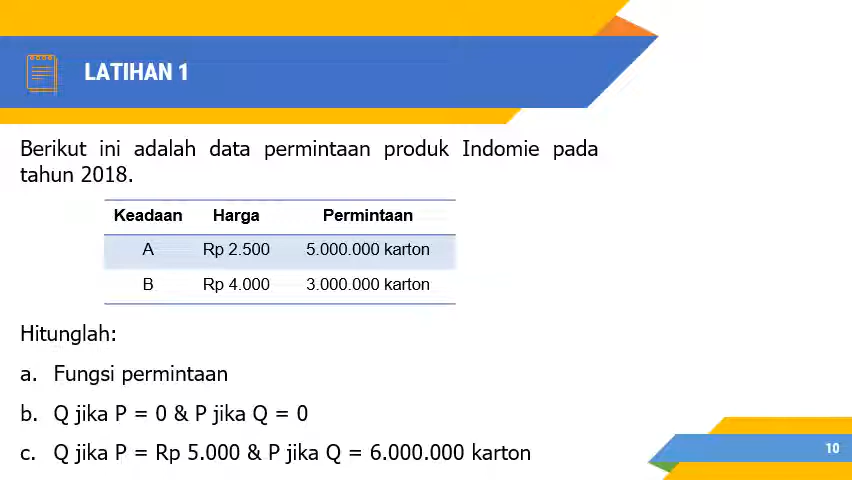 LATIHAN 1
Berikut ini adalah data permintaan produk Indomie pada
tahun 2018.
Keadaan Harga Permintaan
A Rp 2.500 5.000.000 karton
B Rp 4.000 3.000.000 karton
Hitunglah:
a. Fungsi permintaan
b. Q jika P = 0 & P jika Q = 0
c. Q jika P = Rp 5.000 & P jika Q = 6.000.000 karton
10